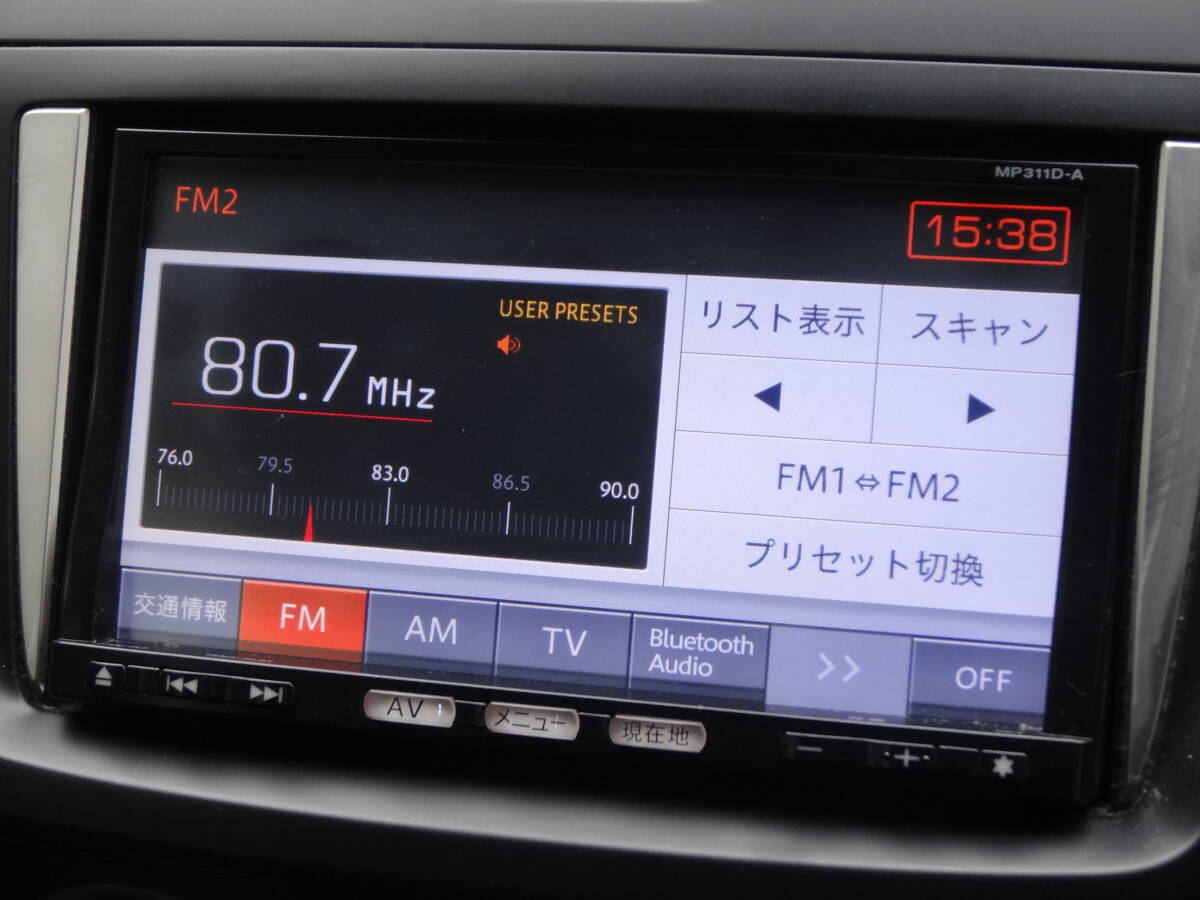 MP311D-A
FM2
15:38
USER PRESETS
80.7 MHz
76.0 79.5 83.0 86.5 90.0
リスト表示 スキャン
FM1⇔FM2
プリセット切換
交通情報 FM AM TV Bluetooth Audio >> OFF
AV メニュー 現在地